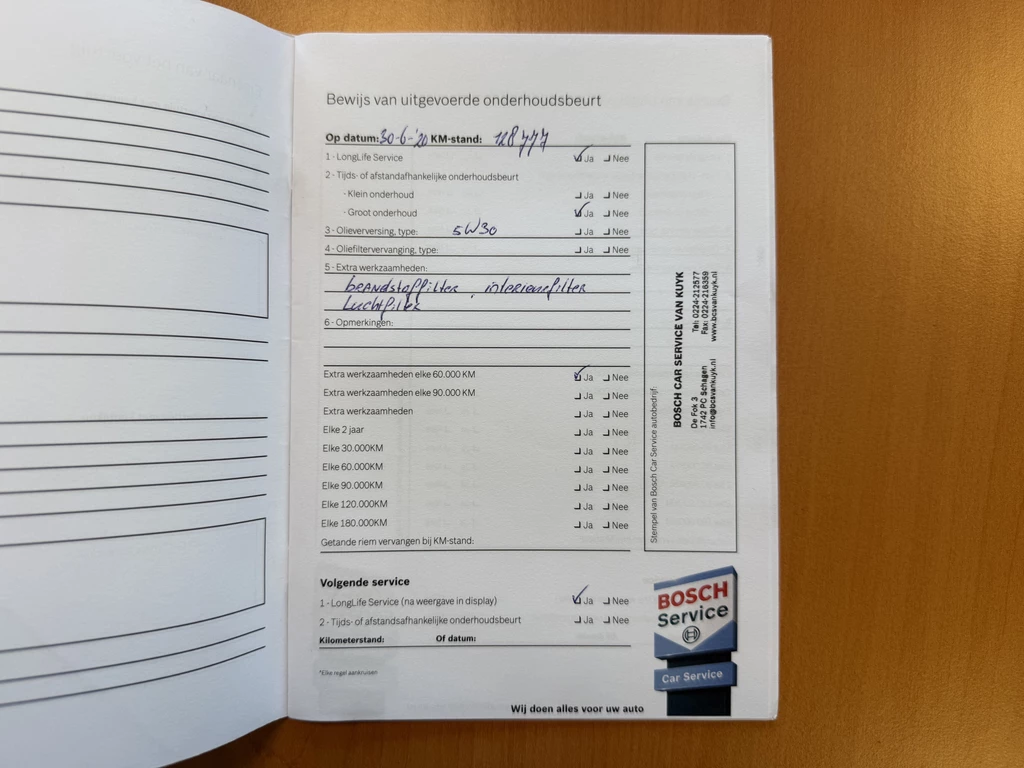 Bewijs van uitgevoerde onderhoudsbeurt
Op datum: 30-6-'20 KM-stand: 128777
1 - LongLife Service Ja Nee
2 - Tijds- of afstandafhankelijke onderhoudsbeurt
- Klein onderhoud Ja Nee
- Groot onderhoud Ja Nee
3 - Olieverversing, type: 5W30 Ja Nee
4 - Oliefiltervervanging, type: Ja Nee
5 - Extra werkzaamheden:
brandstoffilter, interieurfilter
Luchtfilter
6 - Opmerkingen:
Extra werkzaamheden elke 60.000 KM Ja Nee
Extra werkzaamheden elke 90.000 KM Ja Nee
Extra werkzaamheden Ja Nee
Elke 2 jaar Ja Nee
Elke 30.000KM Ja Nee
Elke 60.000KM Ja Nee
Elke 90.000KM Ja Nee
Elke 120.000KM Ja Nee
Elke 180.000KM Ja Nee
Getande riem vervangen bij KM-stand:
Volgende service
1 - LongLife Service (na weergave in display) Ja Nee
2 - Tijds- of afstandsafhankelijke onderhoudsbeurt Ja Nee
Kilometerstand: Of datum:
*Elke regel aankruisen
Stempel van Bosch Car Service autobedrijf:
BOSCH CAR SERVICE VAN KUYK
De Fok 3 Tel: 0224-212577
1742 PC Schagen Fax: 0224-216359
info@bcsvankuyk.nl www.bcsvankuyk.nl
BOSCH
Service
Car Service
Wij doen alles voor uw auto